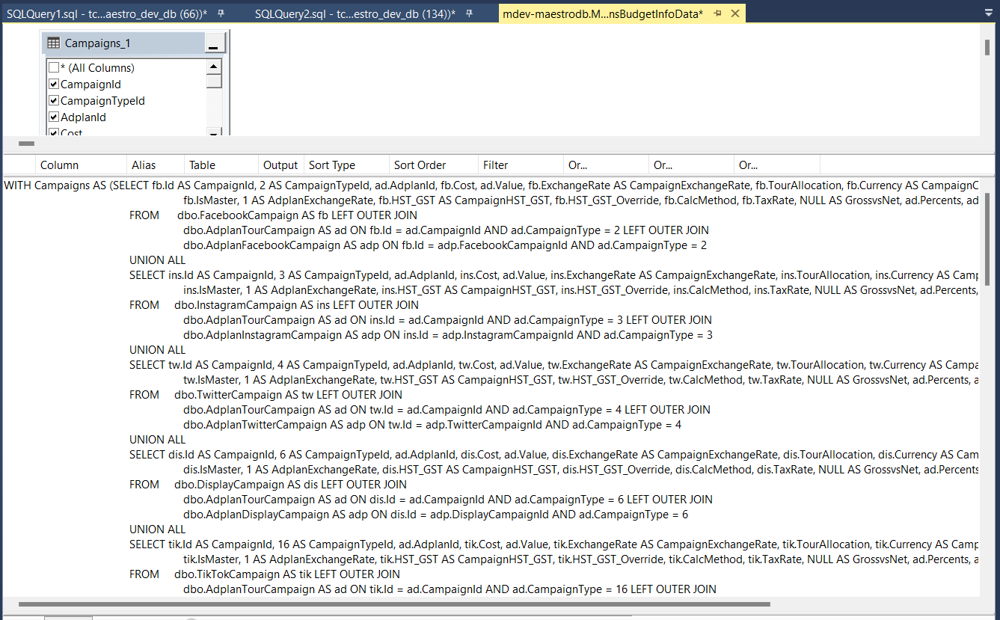 SQLQuery1.sql - tc...aestro_dev_db (66))*
SQLQuery2.sql - tc...estro_dev_db (134))*
mdev-maestrodb.M...nsBudgetInfoData*
Campaigns_1
* (All Columns)
CampaignId
CampaignTypeId
AdplanId
Cost
Column Alias Table Output Sort Type Sort Order Filter Or... Or... Or...
WITH Campaigns AS (SELECT fb.Id AS CampaignId, 2 AS CampaignTypeId, ad.AdplanId, fb.Cost, ad.Value, fb.ExchangeRate AS CampaignExchangeRate, fb.TourAllocation, fb.Currency AS CampaignC
fb.IsMaster, 1 AS AdplanExchangeRate, fb.HST_GST AS CampaignHST_GST, fb.HST_GST_Override, fb.CalcMethod, fb.TaxRate, NULL AS GrossvsNet, ad.Percents, ad
FROM dbo.FacebookCampaign AS fb LEFT OUTER JOIN
dbo.AdplanTourCampaign AS ad ON fb.Id = ad.CampaignId AND ad.CampaignType = 2 LEFT OUTER JOIN
dbo.AdplanFacebookCampaign AS adp ON fb.Id = adp.FacebookCampaignId AND ad.CampaignType = 2
UNION ALL
SELECT ins.Id AS CampaignId, 3 AS CampaignTypeId, ad.AdplanId, ins.Cost, ad.Value, ins.ExchangeRate AS CampaignExchangeRate, ins.TourAllocation, ins.Currency AS Camp
ins.IsMaster, 1 AS AdplanExchangeRate, ins.HST_GST AS CampaignHST_GST, ins.HST_GST_Override, ins.CalcMethod, ins.TaxRate, NULL AS GrossvsNet, ad.Percents,
FROM dbo.InstagramCampaign AS ins LEFT OUTER JOIN
dbo.AdplanTourCampaign AS ad ON ins.Id = ad.CampaignId AND ad.CampaignType = 3 LEFT OUTER JOIN
dbo.AdplanInstagramCampaign AS adp ON ins.Id = adp.InstagramCampaignId AND ad.CampaignType = 3
UNION ALL
SELECT tw.Id AS CampaignId, 4 AS CampaignTypeId, ad.AdplanId, tw.Cost, ad.Value, tw.ExchangeRate AS CampaignExchangeRate, tw.TourAllocation, tw.Currency AS Campa
tw.IsMaster, 1 AS AdplanExchangeRate, tw.HST_GST AS CampaignHST_GST, tw.HST_GST_Override, tw.CalcMethod, tw.TaxRate, NULL AS GrossvsNet, ad.Percents, a
FROM dbo.TwitterCampaign AS tw LEFT OUTER JOIN
dbo.AdplanTourCampaign AS ad ON tw.Id = ad.CampaignId AND ad.CampaignType = 4 LEFT OUTER JOIN
dbo.AdplanTwitterCampaign AS adp ON tw.Id = adp.TwitterCampaignId AND ad.CampaignType = 4
UNION ALL
SELECT dis.Id AS CampaignId, 6 AS CampaignTypeId, ad.AdplanId, dis.Cost, ad.Value, dis.ExchangeRate AS CampaignExchangeRate, dis.TourAllocation, dis.Currency AS Cam
dis.IsMaster, 1 AS AdplanExchangeRate, dis.HST_GST AS CampaignHST_GST, dis.HST_GST_Override, dis.CalcMethod, dis.TaxRate, NULL AS GrossvsNet, ad.Percents
FROM dbo.DisplayCampaign AS dis LEFT OUTER JOIN
dbo.AdplanTourCampaign AS ad ON dis.Id = ad.CampaignId AND ad.CampaignType = 6 LEFT OUTER JOIN
dbo.AdplanDisplayCampaign AS adp ON dis.Id = adp.DisplayCampaignId AND ad.CampaignType = 6
UNION ALL
SELECT tik.Id AS CampaignId, 16 AS CampaignTypeId, ad.AdplanId, tik.Cost, ad.Value, tik.ExchangeRate AS CampaignExchangeRate, tik.TourAllocation, tik.Currency AS Camp
tik.IsMaster, 1 AS AdplanExchangeRate, tik.HST_GST AS CampaignHST_GST, tik.HST_GST_Override, tik.CalcMethod, tik.TaxRate, NULL AS GrossvsNet, ad.Percents, a
FROM dbo.TikTokCampaign AS tik LEFT OUTER JOIN
dbo.AdplanTourCampaign AS ad ON tik.Id = ad.CampaignId AND ad.CampaignType = 16 LEFT OUTER JOIN